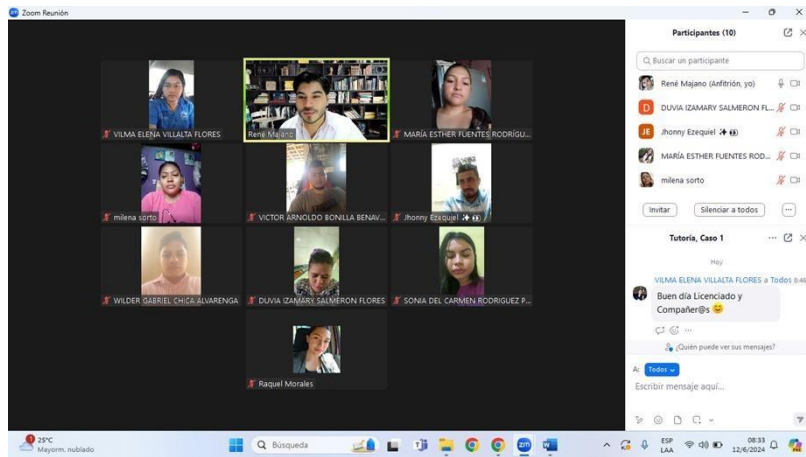 Zoom Reunión
VILMA ELENA VILLALTA FLORES
René Majano
MARÍA ESTHER FUENTES RODRÍGU...
milena sorto
VICTOR ARNOLDO BONILLA BENAV...
Jhonny Ezequiel
WILDER GABRIEL CHICA ALVARENGA
DUVIA IZAMARY SALMERON FLORES
SONIA DEL CARMEN RODRIGUEZ P...
Raquel Morales
Participantes (10)
Buscar un participante
René Majano (Anfitrión, yo)
D DUVIA IZAMARY SALMERON FL...
JE Jhonny Ezequiel
MARÍA ESTHER FUENTES ROD...
milena sorto
Invitar Silenciar a todos
Tutoría, Caso 1
Hoy
VILMA ELENA VILLALTA FLORES a Todos
Buen día Licenciado y
Compañer@s
¿Quién puede ver sus mensajes?
A: Todos
Escribir mensaje aquí...
1 25°C
Mayorm. nublado
Búsqueda
zm
ESP
LAA
08:33
12/6/2024